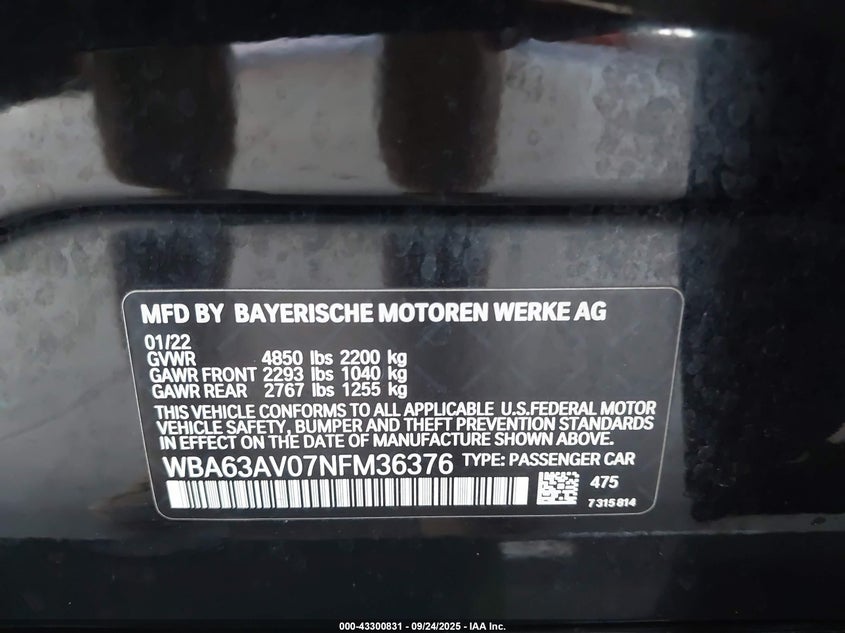 MFD BY BAYERISCHE MOTOREN WERKE AG
01/22
GVWR 4850 lbs 2200 kg
GAWR FRONT 2293 lbs 1040 kg
GAWR REAR 2767 lbs 1255 kg
THIS VEHICLE CONFORMS TO ALL APPLICABLE U.S.FEDERAL MOTOR
VEHICLE SAFETY, BUMPER AND THEFT PREVENTION STANDARDS
IN EFFECT ON THE DATE OF MANUFACTURE SHOWN ABOVE.
WBA63AV07NFM36376 TYPE: PASSENGER CAR
475
7315814
000-43300831 - 09/24/2025 - IAA Inc.